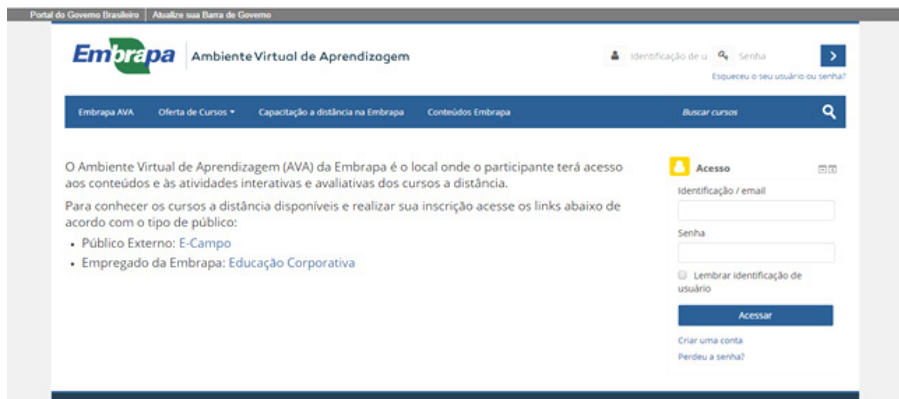 Portal do Governo Brasileiro Atualize sua Barra de Governo
Embrapa Ambiente Virtual de Aprendizagem
Identificação de u Senha
Esqueceu o seu usuário ou senha?
Embrapa AVA Oferta de Cursos Capacitação a distância na Embrapa Conteúdos Embrapa Buscar cursos
O Ambiente Virtual de Aprendizagem (AVA) da Embrapa é o local onde o participante terá acesso
aos conteúdos e às atividades interativas e avaliativas dos cursos a distância.
Para conhecer os cursos a distância disponíveis e realizar sua inscrição acesse os links abaixo de
acordo com o tipo de público:
• Público Externo: E-Campo
• Empregado da Embrapa: Educação Corporativa
Acesso
Identificação / email
Senha
Lembrar identificação de
usuário
Acessar
Criar uma conta
Perdeu a senha?